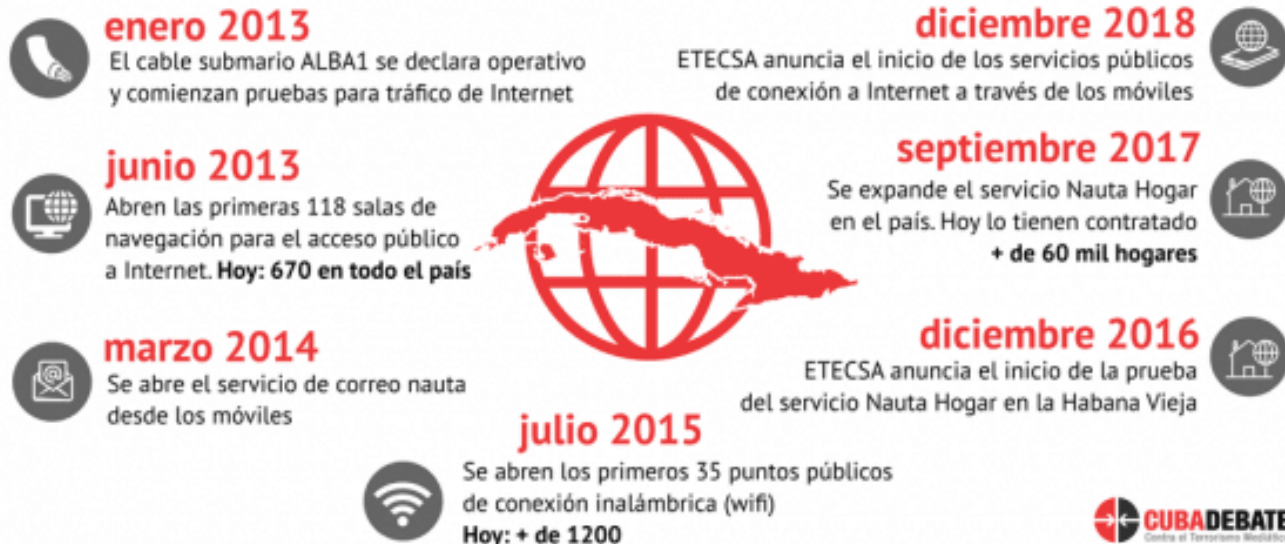 enero 2013
El cable submario ALBA1 se declara operativo
y comienzan pruebas para tráfico de Internet
junio 2013
Abren las primeras 118 salas de
navegación para el acceso público
a Internet. Hoy: 670 en todo el país
marzo 2014
Se abre el servicio de correo nauta
desde los móviles
julio 2015
Se abren los primeros 35 puntos públicos
de conexión inalámbrica (wifi)
Hoy: + de 1200
diciembre 2016
ETECSA anuncia el inicio de la prueba
del servicio Nauta Hogar en la Habana Vieja
septiembre 2017
Se expande el servicio Nauta Hogar
en el país. Hoy lo tienen contratado
+ de 60 mil hogares
diciembre 2018
ETECSA anuncia el inicio de los servicios públicos
de conexión a Internet a través de los móviles
CUBADEBATE
Contra el Terrorismo Mediático